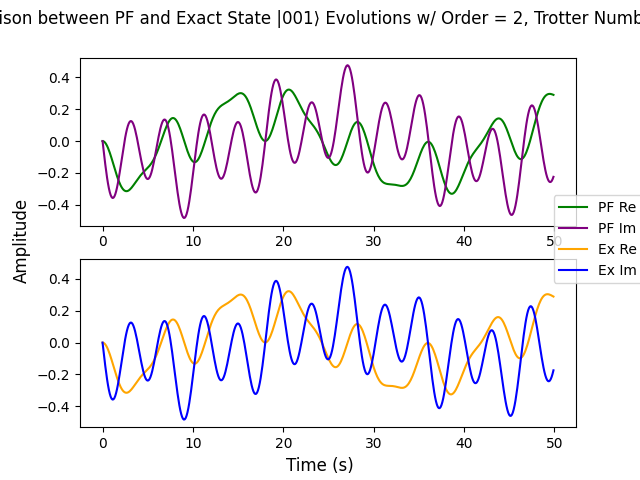 ison between PF and Exact State |001⟩ Evolutions w/ Order = 2, Trotter Numb
0.4
0.2
0.0
−0.2
−0.4
0 10 20 30 40 50
PF Re
PF Im
Ex Re
Ex Im
Amplitude
0.4
0.2
0.0
−0.2
−0.4
0 10 20 30 40 50
Time (s)